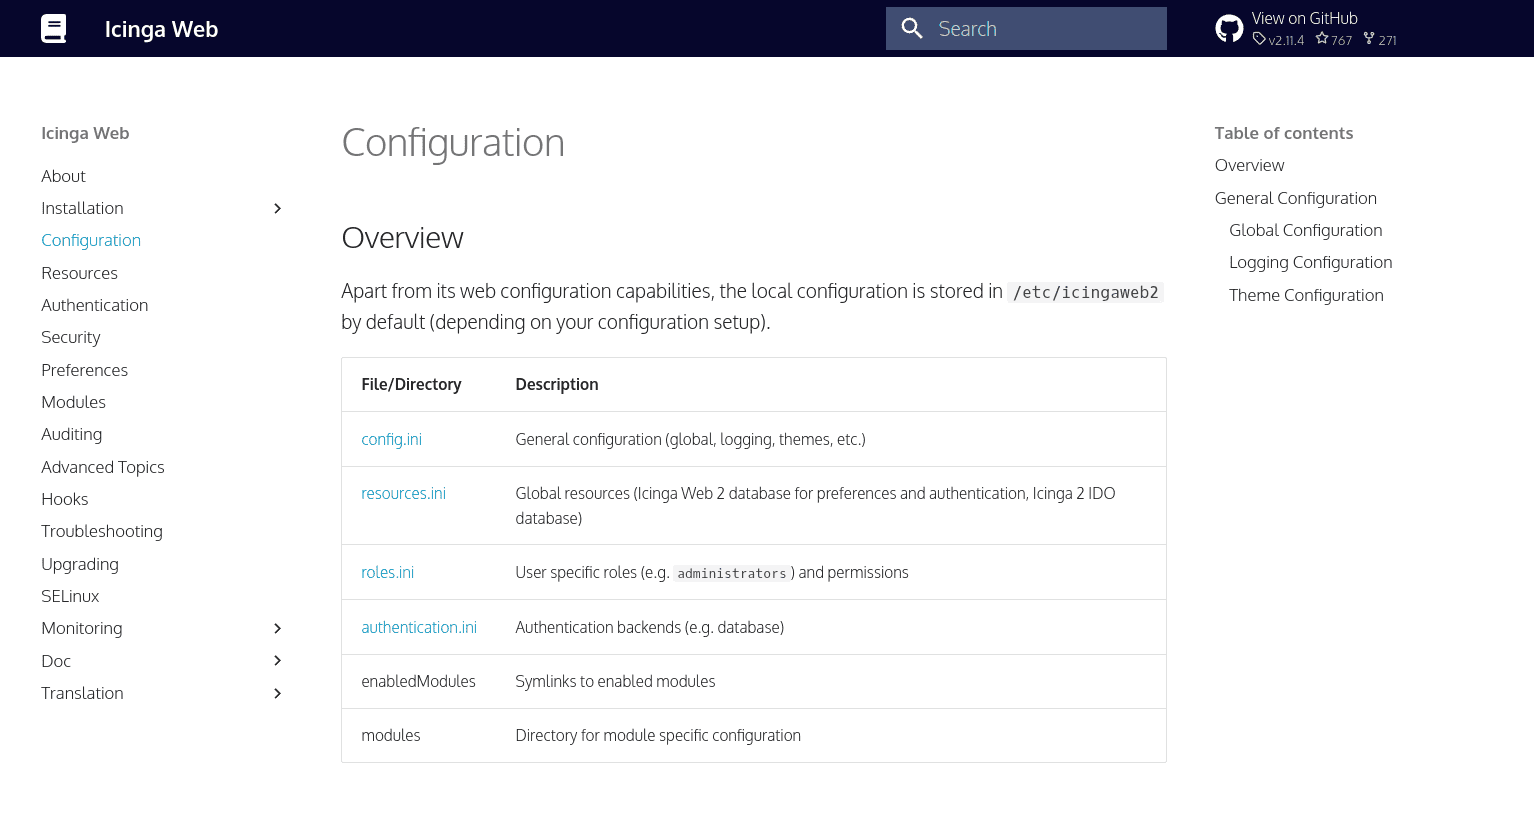 Icinga Web
Search
View on GitHub
v2.11.4 767 271
Icinga Web
About
Installation
Configuration
Resources
Authentication
Security
Preferences
Modules
Auditing
Advanced Topics
Hooks
Troubleshooting
Upgrading
SELinux
Monitoring
Doc
Translation
Configuration
Overview
Apart from its web configuration capabilities, the local configuration is stored in /etc/icingaweb2
by default (depending on your configuration setup).
File/Directory Description
config.ini General configuration (global, logging, themes, etc.)
resources.ini Global resources (Icinga Web 2 database for preferences and authentication, Icinga 2 IDO
database)
roles.ini User specific roles (e.g. administrators) and permissions
authentication.ini Authentication backends (e.g. database)
enabledModules Symlinks to enabled modules
modules Directory for module specific configuration
Table of contents
Overview
General Configuration
Global Configuration
Logging Configuration
Theme Configuration